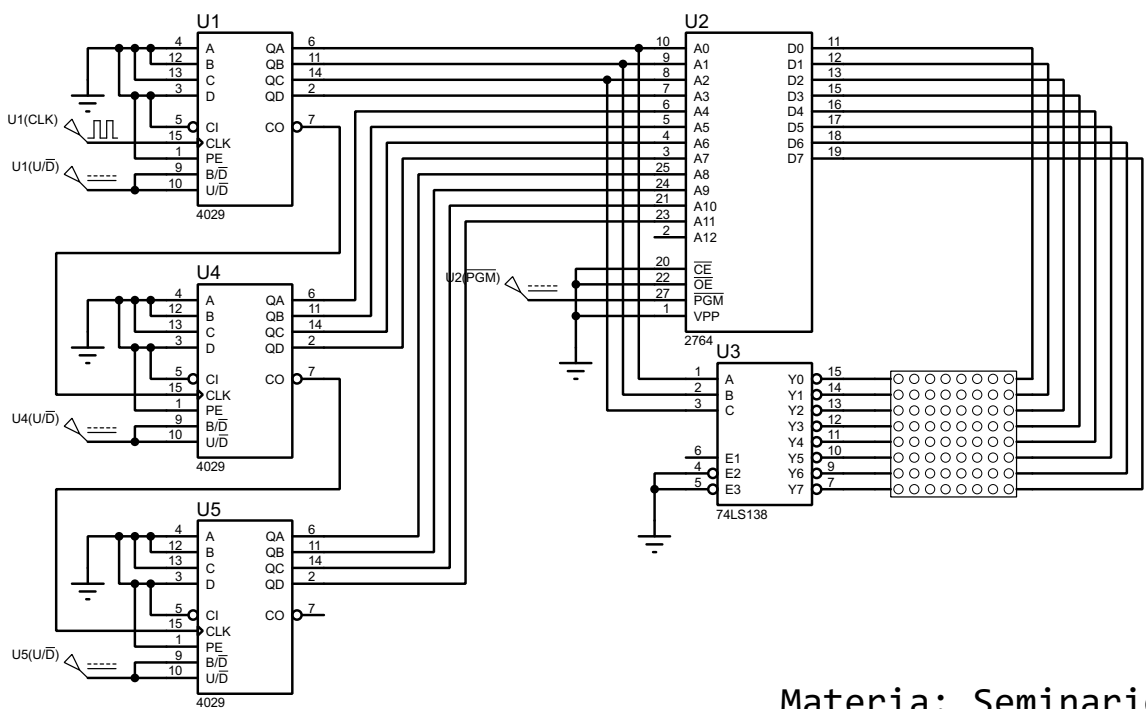 U1
4 A QA 6
12 B QB 11
13 C QC 14
3 D QD 2
5 CI CO 7
15 CLK
1 PE
9 B/D̅
10 U/D̅
4029
U1(CLK)
U1(U/D̅)
U4
4 A QA 6
12 B QB 11
13 C QC 14
3 D QD 2
5 CI CO 7
15 CLK
1 PE
9 B/D̅
10 U/D̅
4029
U4(U/D̅)
U5
4 A QA 6
12 B QB 11
13 C QC 14
3 D QD 2
5 CI CO 7
15 CLK
1 PE
9 B/D̅
10 U/D̅
4029
U5(U/D̅)
U2
10 A0 D0 11
9 A1 D1 12
8 A2 D2 13
7 A3 D3 15
6 A4 D4 16
5 A5 D5 17
4 A6 D6 18
3 A7 D7 19
25 A8
24 A9
21 A10
23 A11
2 A12
20 C̅E̅
22 O̅E̅
27 P̅G̅M̅
1 VPP
2764
U2(P̅G̅M̅)
U3
1 A Y0 15
2 B Y1 14
3 C Y2 13
Y3 12
Y4 11
6 E1 Y5 10
4 E2 Y6 9
5 E3 Y7 7
74LS138
Materia: Seminario